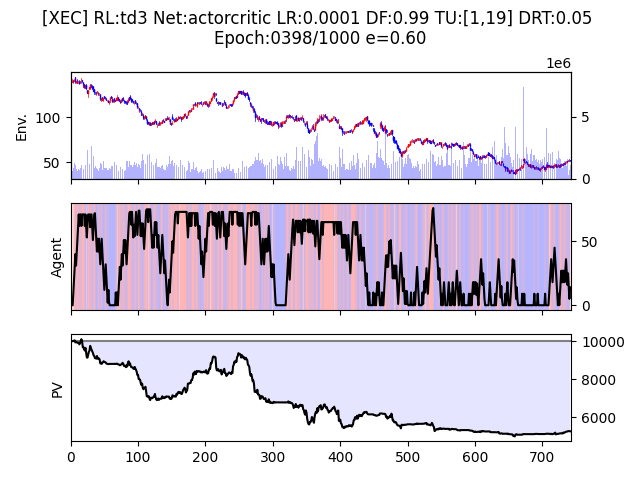 [XEC] RL:td3 Net:actorcritic LR:0.0001 DF:0.99 TU:[1,19] DRT:0.05
Epoch:0398/1000 e=0.60
1e6
Env.
100
50
5
0
Agent
50
0
PV
10000
8000
6000
0 100 200 300 400 500 600 700